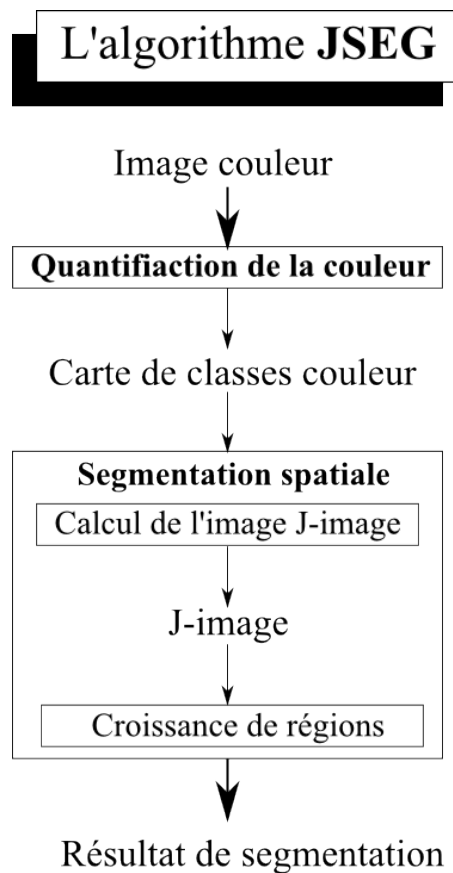 L'algorithme JSEG
Image couleur
Quantifiaction de la couleur
Carte de classes couleur
Segmentation spatiale
Calcul de l'image J-image
J-image
Croissance de régions
Résultat de segmentation